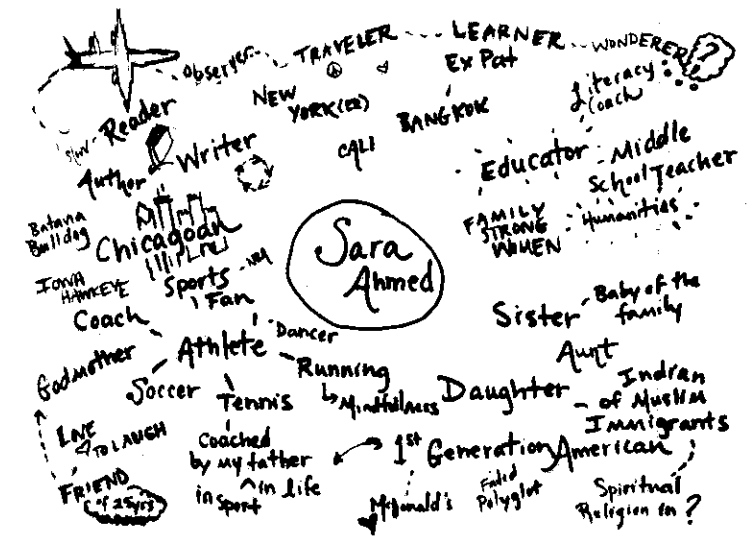 Observer
TRAVELER
LEARNER
WONDERER
?
Ex Pat
NEW
YORK(ER)
BANGKOK
CALI
Literacy
Coach
slow
Reader
Writer
Author
Educator
Middle
School Teacher
Humanities
FAMILY
STRONG
WOMEN
Batavia
Bulldog
Chicagoan
IOWA
HAWKEYE
Sports
Fan
Sara
Ahmed
Coach
Athlete
Dancer
Godmother
Soccer
Tennis
Running
Mindfulness
Sister
Baby of the
family
Aunt
Daughter
Indian
of Muslim
Immigrants
LOVE
TO LAUGH
FRIEND
of 25yrs
Coached
by my father
in sport ^ in life
1st Generation American
McDonald's
Failed
Polyglot
Spiritual
Religion in ?